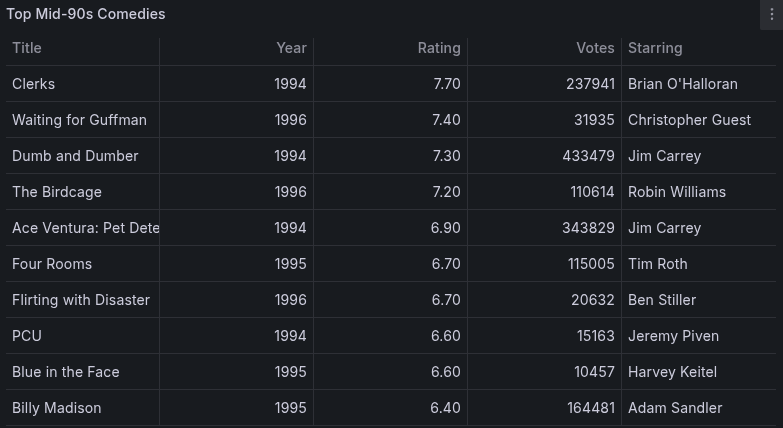 Top Mid-90s Comedies
Title Year Rating Votes Starring
Clerks 1994 7.70 237941 Brian O'Halloran
Waiting for Guffman 1996 7.40 31935 Christopher Guest
Dumb and Dumber 1994 7.30 433479 Jim Carrey
The Birdcage 1996 7.20 110614 Robin Williams
Ace Ventura: Pet Dete 1994 6.90 343829 Jim Carrey
Four Rooms 1995 6.70 115005 Tim Roth
Flirting with Disaster 1996 6.70 20632 Ben Stiller
PCU 1994 6.60 15163 Jeremy Piven
Blue in the Face 1995 6.60 10457 Harvey Keitel
Billy Madison 1995 6.40 164481 Adam Sandler